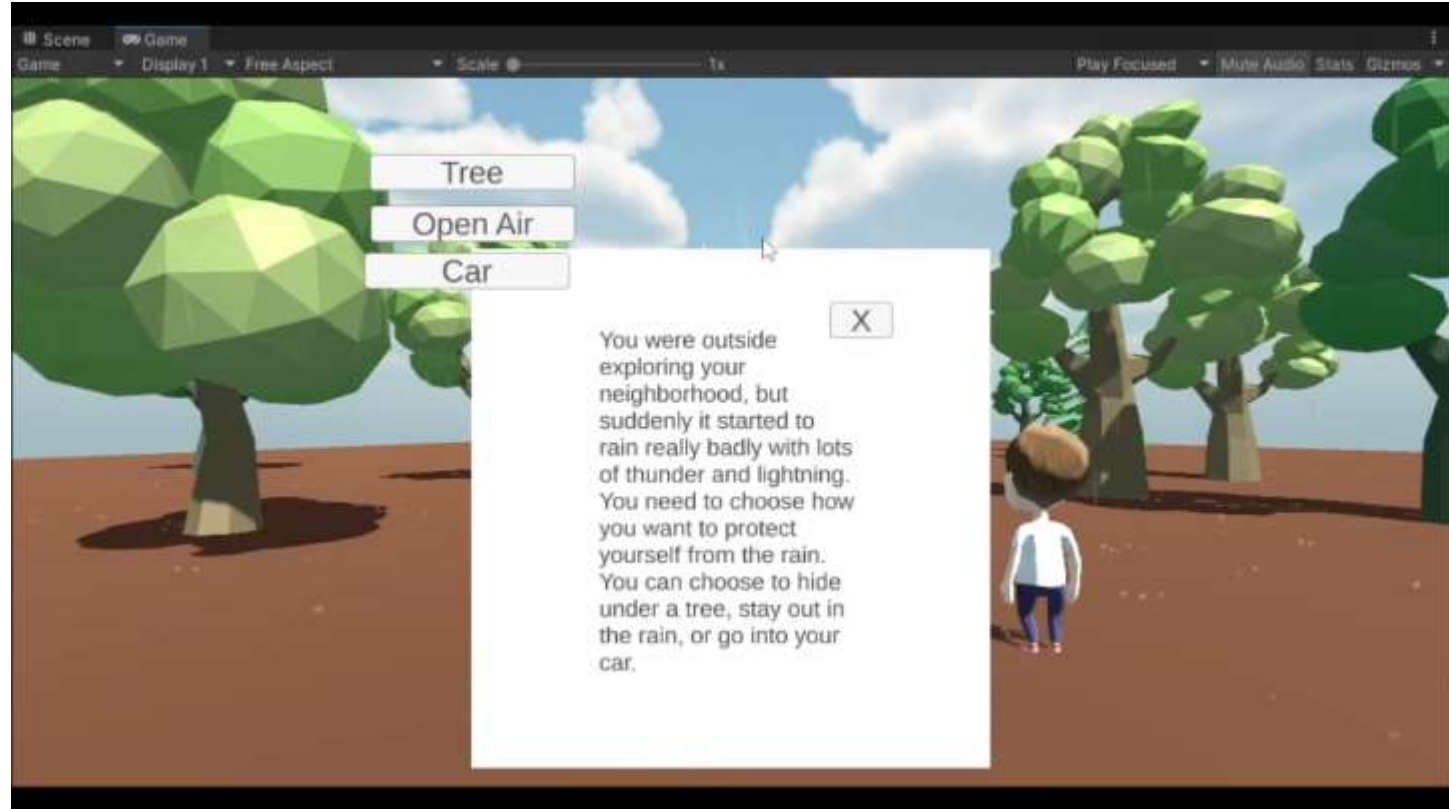 Scene Game
Game Display 1 Free Aspect Scale 1x Play Focused Mute Audio Stats Gizmos
Tree
Open Air
Car
X
You were outside
exploring your
neighborhood, but
suddenly it started to
rain really badly with lots
of thunder and lightning.
You need to choose how
you want to protect
yourself from the rain.
You can choose to hide
under a tree, stay out in
the rain, or go into your
car.